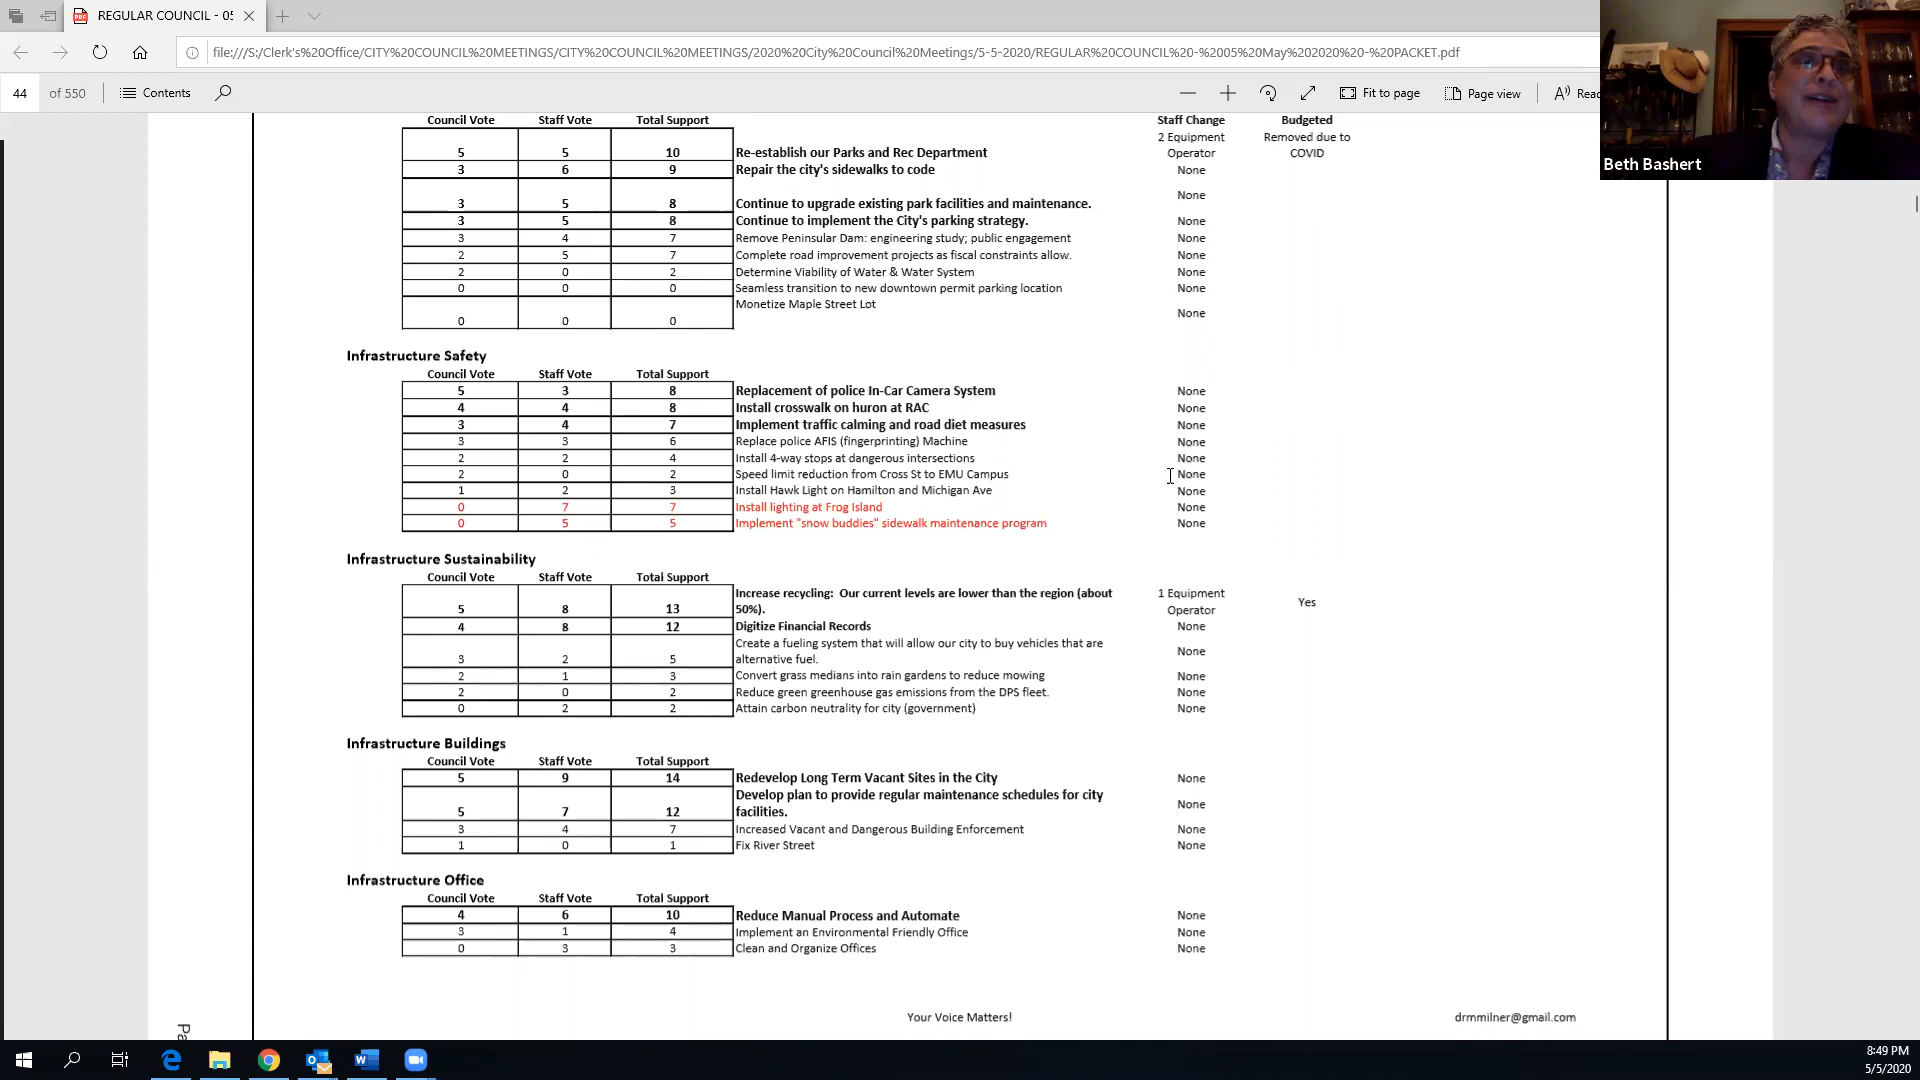 REGULAR COUNCIL - 05
file:///S:/Clerk's%20Office/CITY%20COUNCIL%20MEETINGS/CITY%20COUNCIL%20MEETINGS/2020%20City%20Council%20Meetings/5-5-2020/REGULAR%20COUNCIL%20-%2005%20May%202020%20-%20PACKET.pdf
44 of 550 Contents Fit to page Page view Read
Beth Bashert
Council Vote Staff Vote Total Support Staff Change Budgeted
5 5 10 Re-establish our Parks and Rec Department 2 Equipment Operator Removed due to COVID
3 6 9 Repair the city's sidewalks to code None
3 5 8 Continue to upgrade existing park facilities and maintenance. None
3 5 8 Continue to implement the City's parking strategy. None
3 4 7 Remove Peninsular Dam: engineering study; public engagement None
2 5 7 Complete road improvement projects as fiscal constraints allow. None
2 0 2 Determine Viability of Water & Water System None
0 0 0 Seamless transition to new downtown permit parking location None
0 0 0 Monetize Maple Street Lot None
Infrastructure Safety
Council Vote Staff Vote Total Support
5 3 8 Replacement of police In-Car Camera System None
4 4 8 Install crosswalk on huron at RAC None
3 4 7 Implement traffic calming and road diet measures None
3 3 6 Replace police AFIS (fingerprinting) Machine None
2 2 4 Install 4-way stops at dangerous intersections None
2 0 2 Speed limit reduction from Cross St to EMU Campus None
1 2 3 Install Hawk Light on Hamilton and Michigan Ave None
0 7 7 Install lighting at Frog Island None
0 5 5 Implement "snow buddies" sidewalk maintenance program None
Infrastructure Sustainability
Council Vote Staff Vote Total Support
5 8 13 Increase recycling: Our current levels are lower than the region (about 50%). 1 Equipment Operator Yes
4 8 12 Digitize Financial Records None
3 2 5 Create a fueling system that will allow our city to buy vehicles that are alternative fuel. None
2 1 3 Convert grass medians into rain gardens to reduce mowing None
2 0 2 Reduce green greenhouse gas emissions from the DPS fleet. None
0 2 2 Attain carbon neutrality for city (government) None
Infrastructure Buildings
Council Vote Staff Vote Total Support
5 9 14 Redevelop Long Term Vacant Sites in the City None
5 7 12 Develop plan to provide regular maintenance schedules for city facilities. None
3 4 7 Increased Vacant and Dangerous Building Enforcement None
1 0 1 Fix River Street None
Infrastructure Office
Council Vote Staff Vote Total Support
4 6 10 Reduce Manual Process and Automate None
3 1 4 Implement an Environmental Friendly Office None
0 3 3 Clean and Organize Offices None
Your Voice Matters! drmmilner@gmail.com
Pa
8:49 PM
5/5/2020